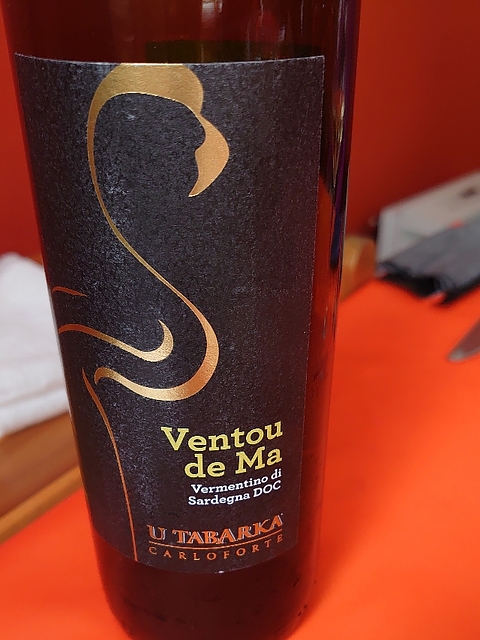 Ventou
de Ma
Vermentino di
Sardegna DOC
U TABARKA
CARLOFORTE